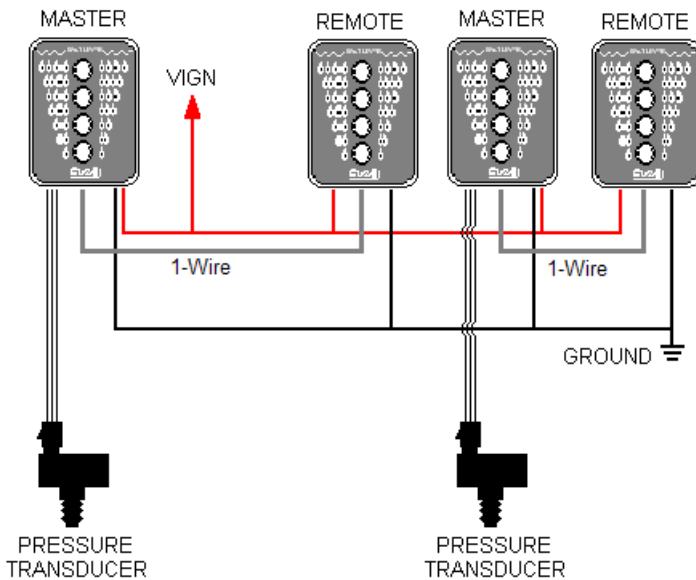 MASTER
REMOTE
MASTER
REMOTE
VIGN
1-Wire
1-Wire
GROUND
PRESSURE
TRANSDUCER
PRESSURE
TRANSDUCER